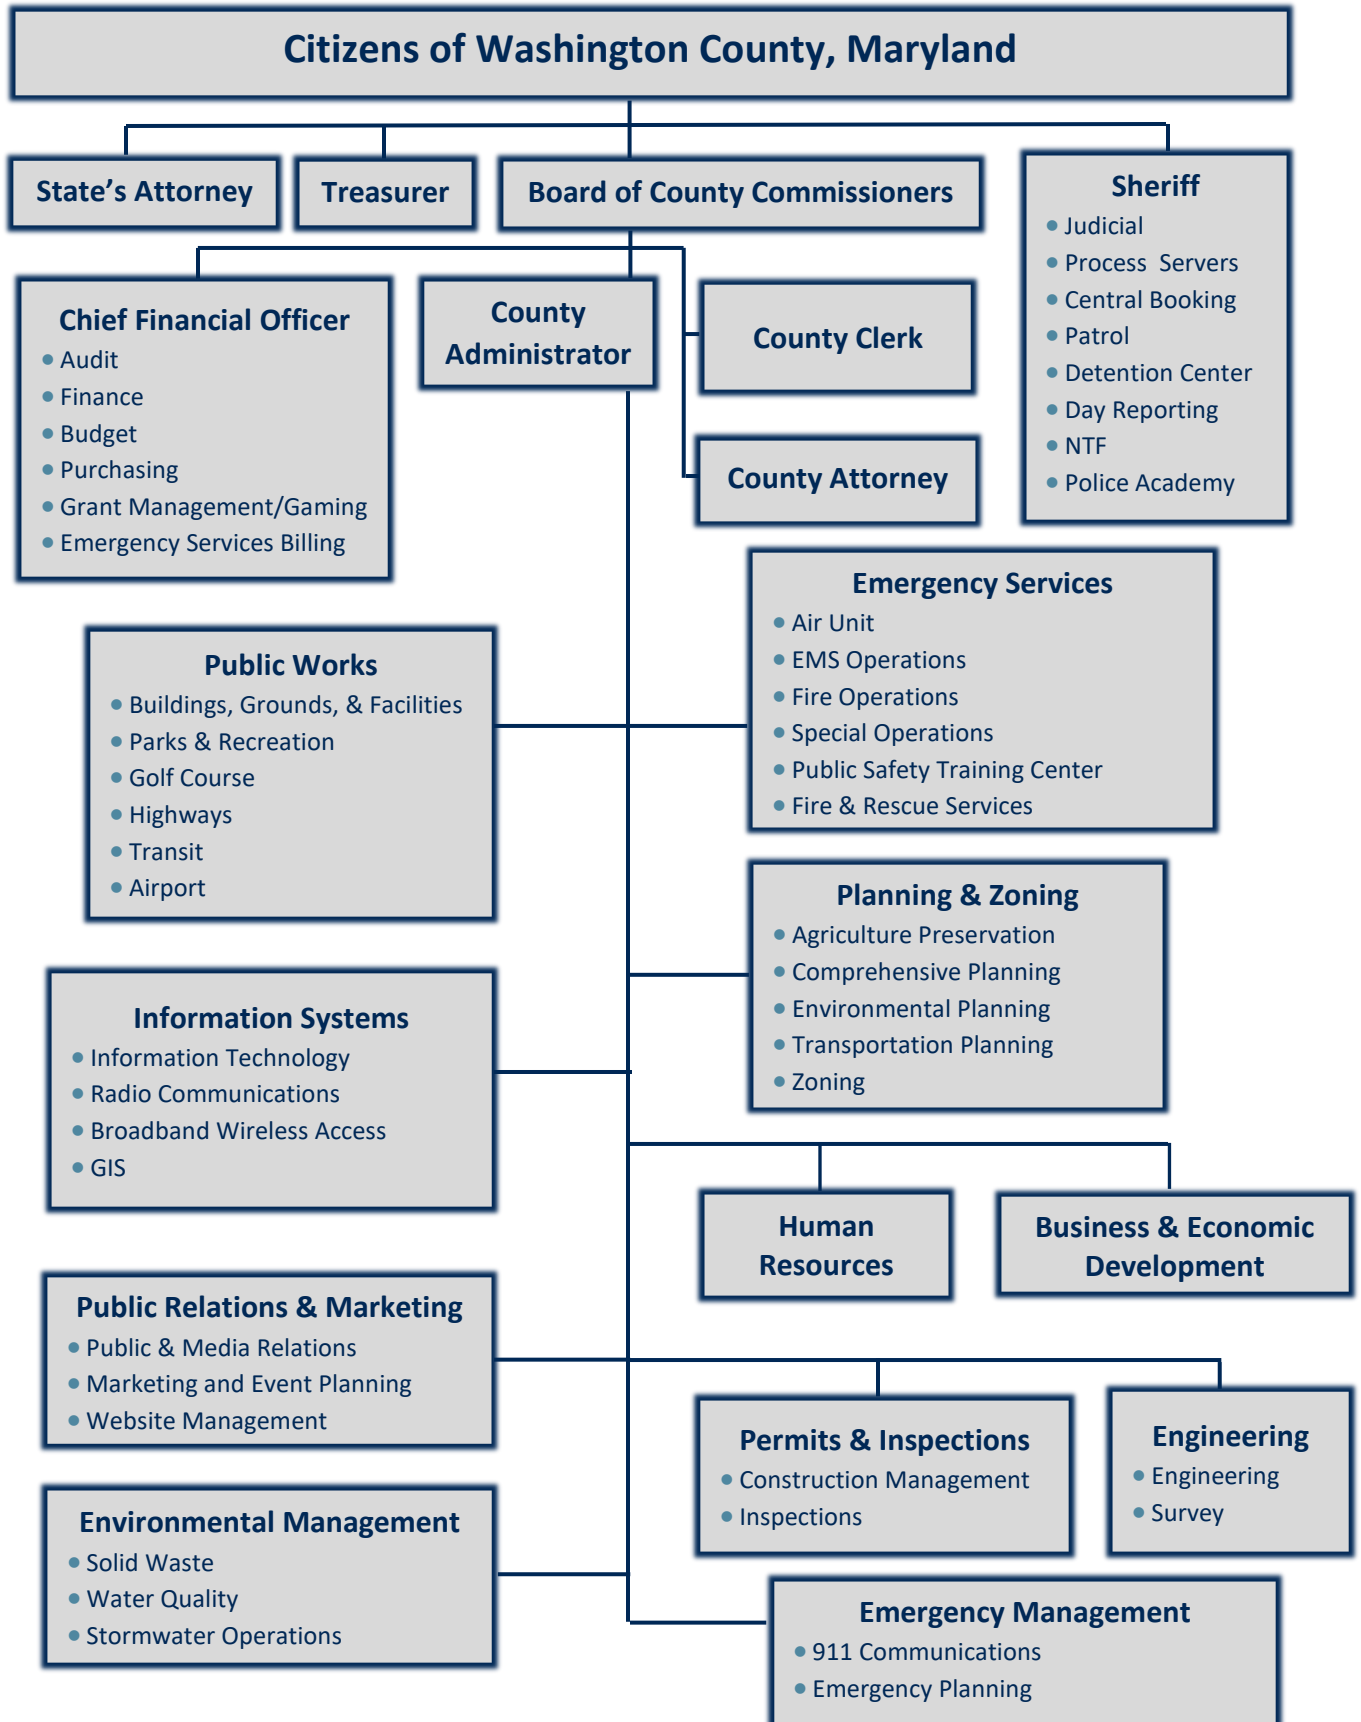 Citizens of Washington County, Maryland
State’s Attorney
Treasurer
Board of County Commissioners
Sheriff
• Judicial
• Process  Servers
• Central Booking
• Patrol
• Detention Center
• Day Reporting
• NTF
• Police Academy
Chief Financial Officer
• Audit
• Finance
• Budget
• Purchasing
• Grant Management/Gaming
• Emergency Services Billing
County
Administrator
County Clerk
County Attorney
Emergency Services
• Air Unit
• EMS Operations
• Fire Operations
• Special Operations
• Public Safety Training Center
• Fire & Rescue Services
Public Works
• Buildings, Grounds, & Facilities
• Parks & Recreation
• Golf Course
• Highways
• Transit
• Airport
Planning & Zoning
• Agriculture Preservation
• Comprehensive Planning
• Environmental Planning
• Transportation Planning
• Zoning
Information Systems
• Information Technology
• Radio Communications
• Broadband Wireless Access
• GIS
Human
Resources
Business & Economic
Development
Public Relations & Marketing
• Public & Media Relations
• Marketing and Event Planning
• Website Management
Permits & Inspections
• Construction Management
• Inspections
Engineering
• Engineering
• Survey
Environmental Management
• Solid Waste
• Water Quality
• Stormwater Operations
Emergency Management
• 911 Communications
• Emergency Planning